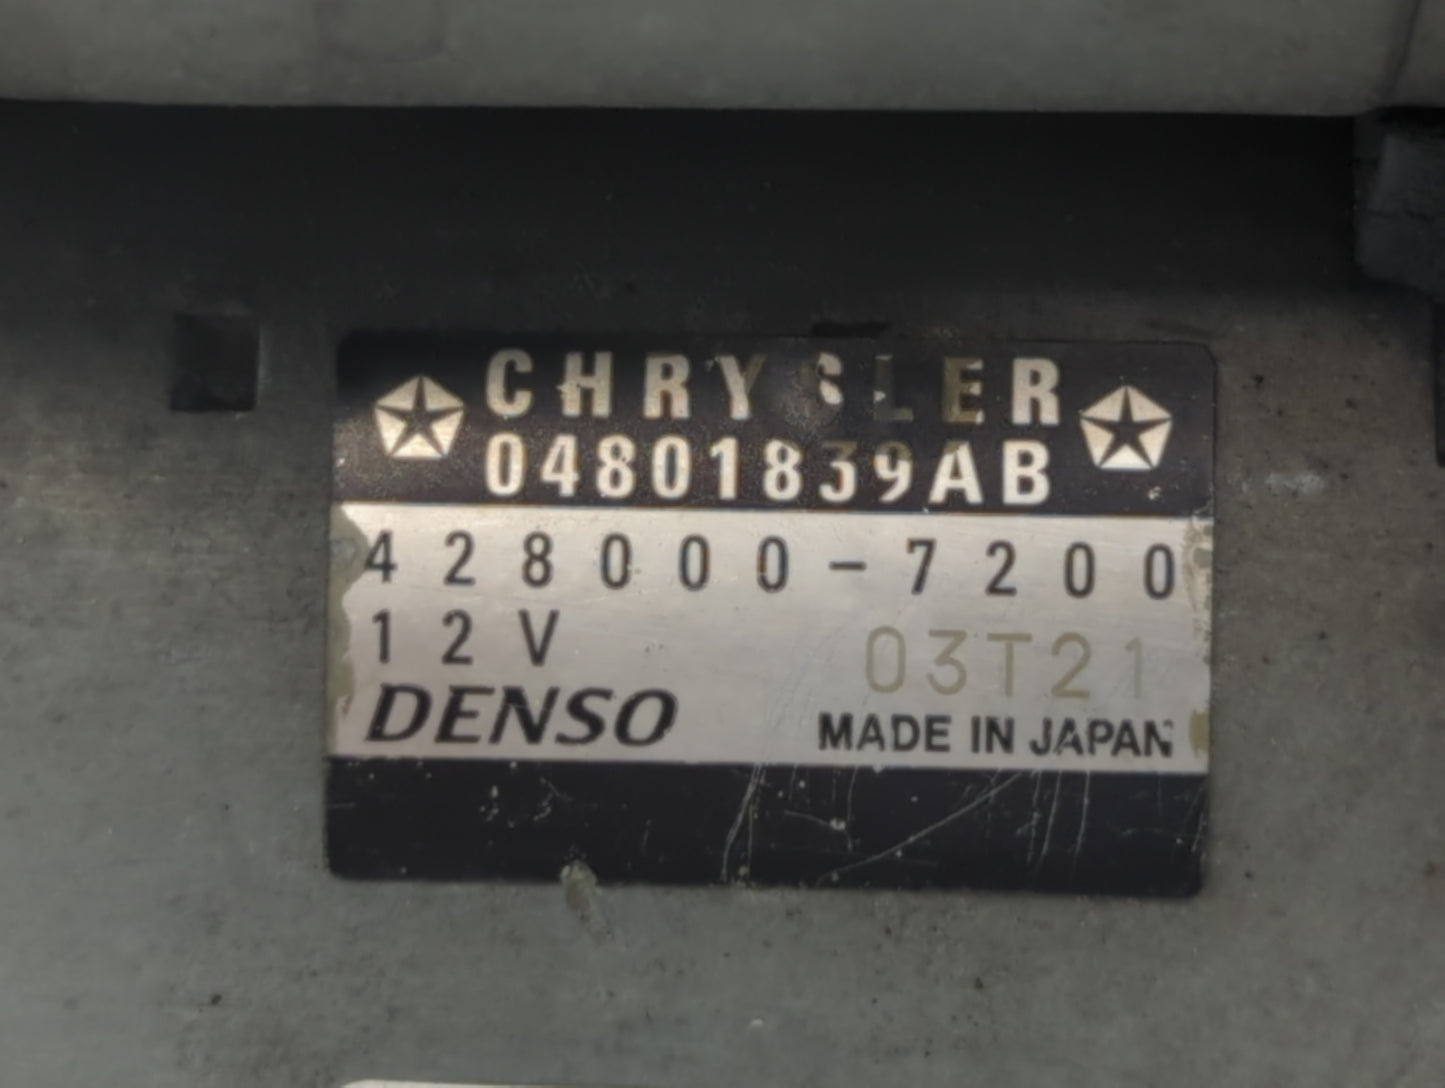 CHRYSLER
04801839AB
428000-7200
12V 03T21
DENSO MADE IN JAPAN